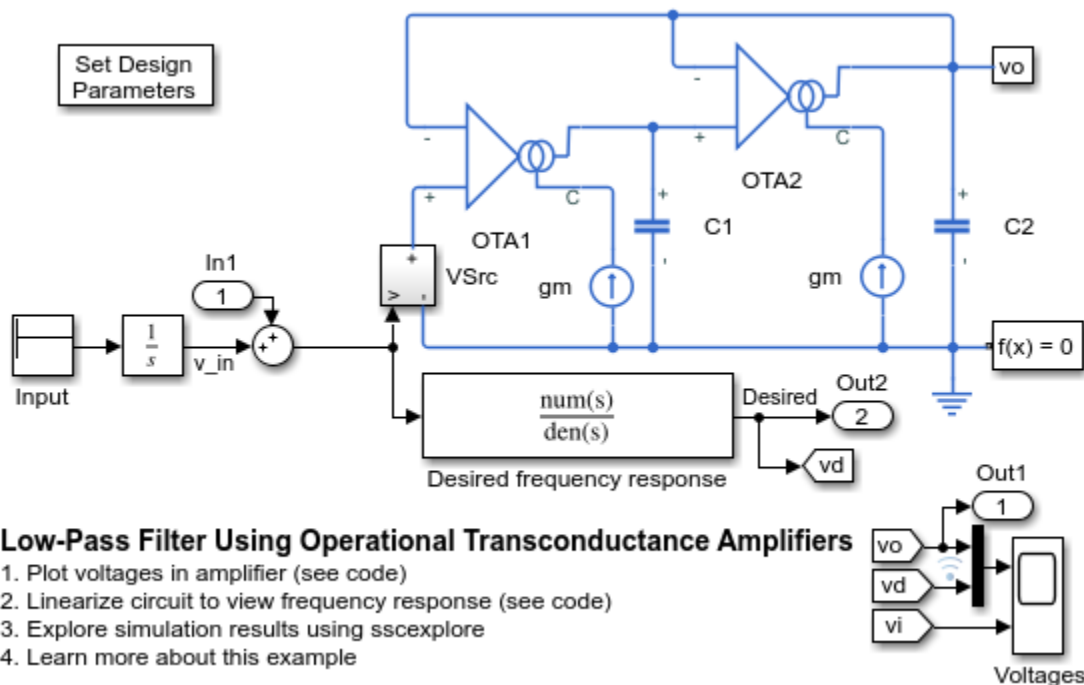 Set Design
Parameters
vo
-
+
C
OTA1
-
+
C
OTA2
+
-
C1
+
-
C2
gm
gm
+
-
>
VSrc
In1
1
Input
1
s
v_in
+
+
f(x) = 0
num(s)
den(s)
Desired frequency response
Desired
Out2
2
vd
Out1
1
vo
vd
vi
Voltages
Low-Pass Filter Using Operational Transconductance Amplifiers
1. Plot voltages in amplifier (see code)
2. Linearize circuit to view frequency response (see code)
3. Explore simulation results using sscexplore
4. Learn more about this example